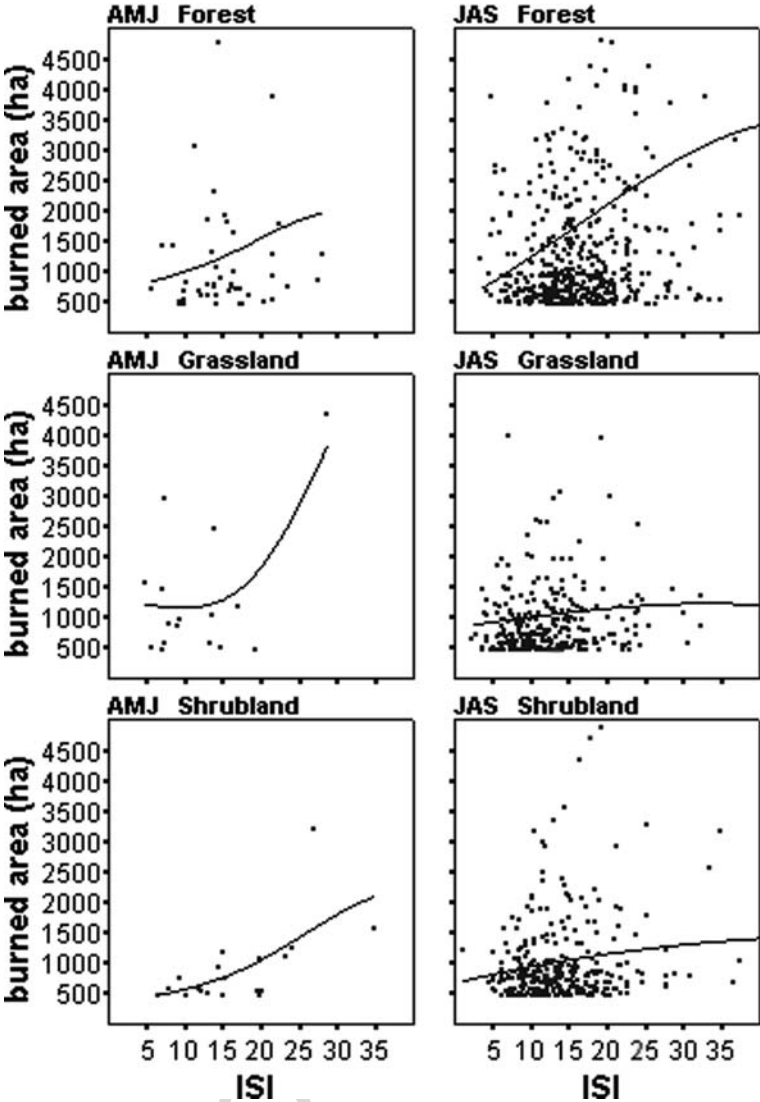 AMJ Forest
JAS Forest
burned area (ha)
4500
4000
3500
3000
2500
2000
1500
1000
500
AMJ Grassland
JAS Grassland
burned area (ha)
4500
4000
3500
3000
2500
2000
1500
1000
500
AMJ Shrubland
JAS Shrubland
burned area (ha)
4500
4000
3500
3000
2500
2000
1500
1000
500
5 10 15 20 25 30 35
5 10 15 20 25 30 35
ISI
ISI